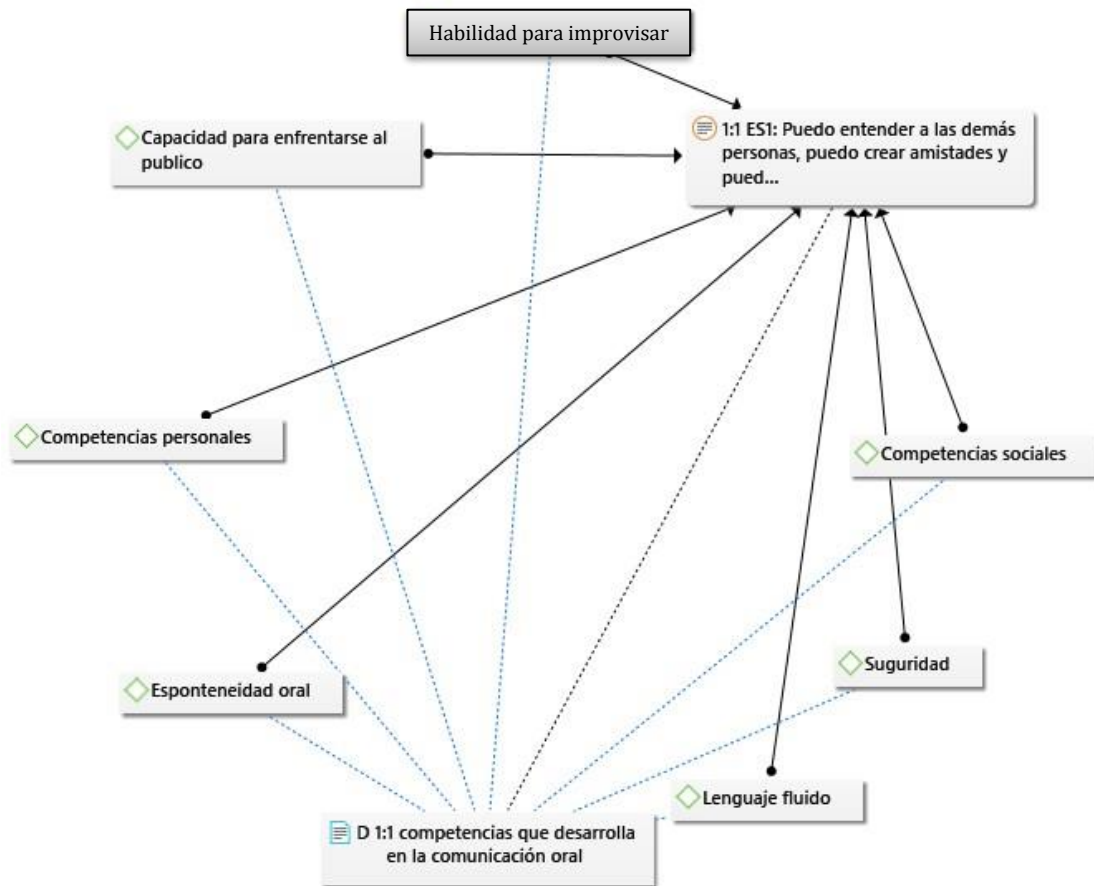 Habilidad para improvisar
Capacidad para enfrentarse al
publico
1:1 ES1: Puedo entender a las demás
personas, puedo crear amistades y
pued...
Competencias personales
Competencias sociales
Esponteneidad oral
Suguridad
Lenguaje fluido
D 1:1 competencias que desarrolla
en la comunicación oral